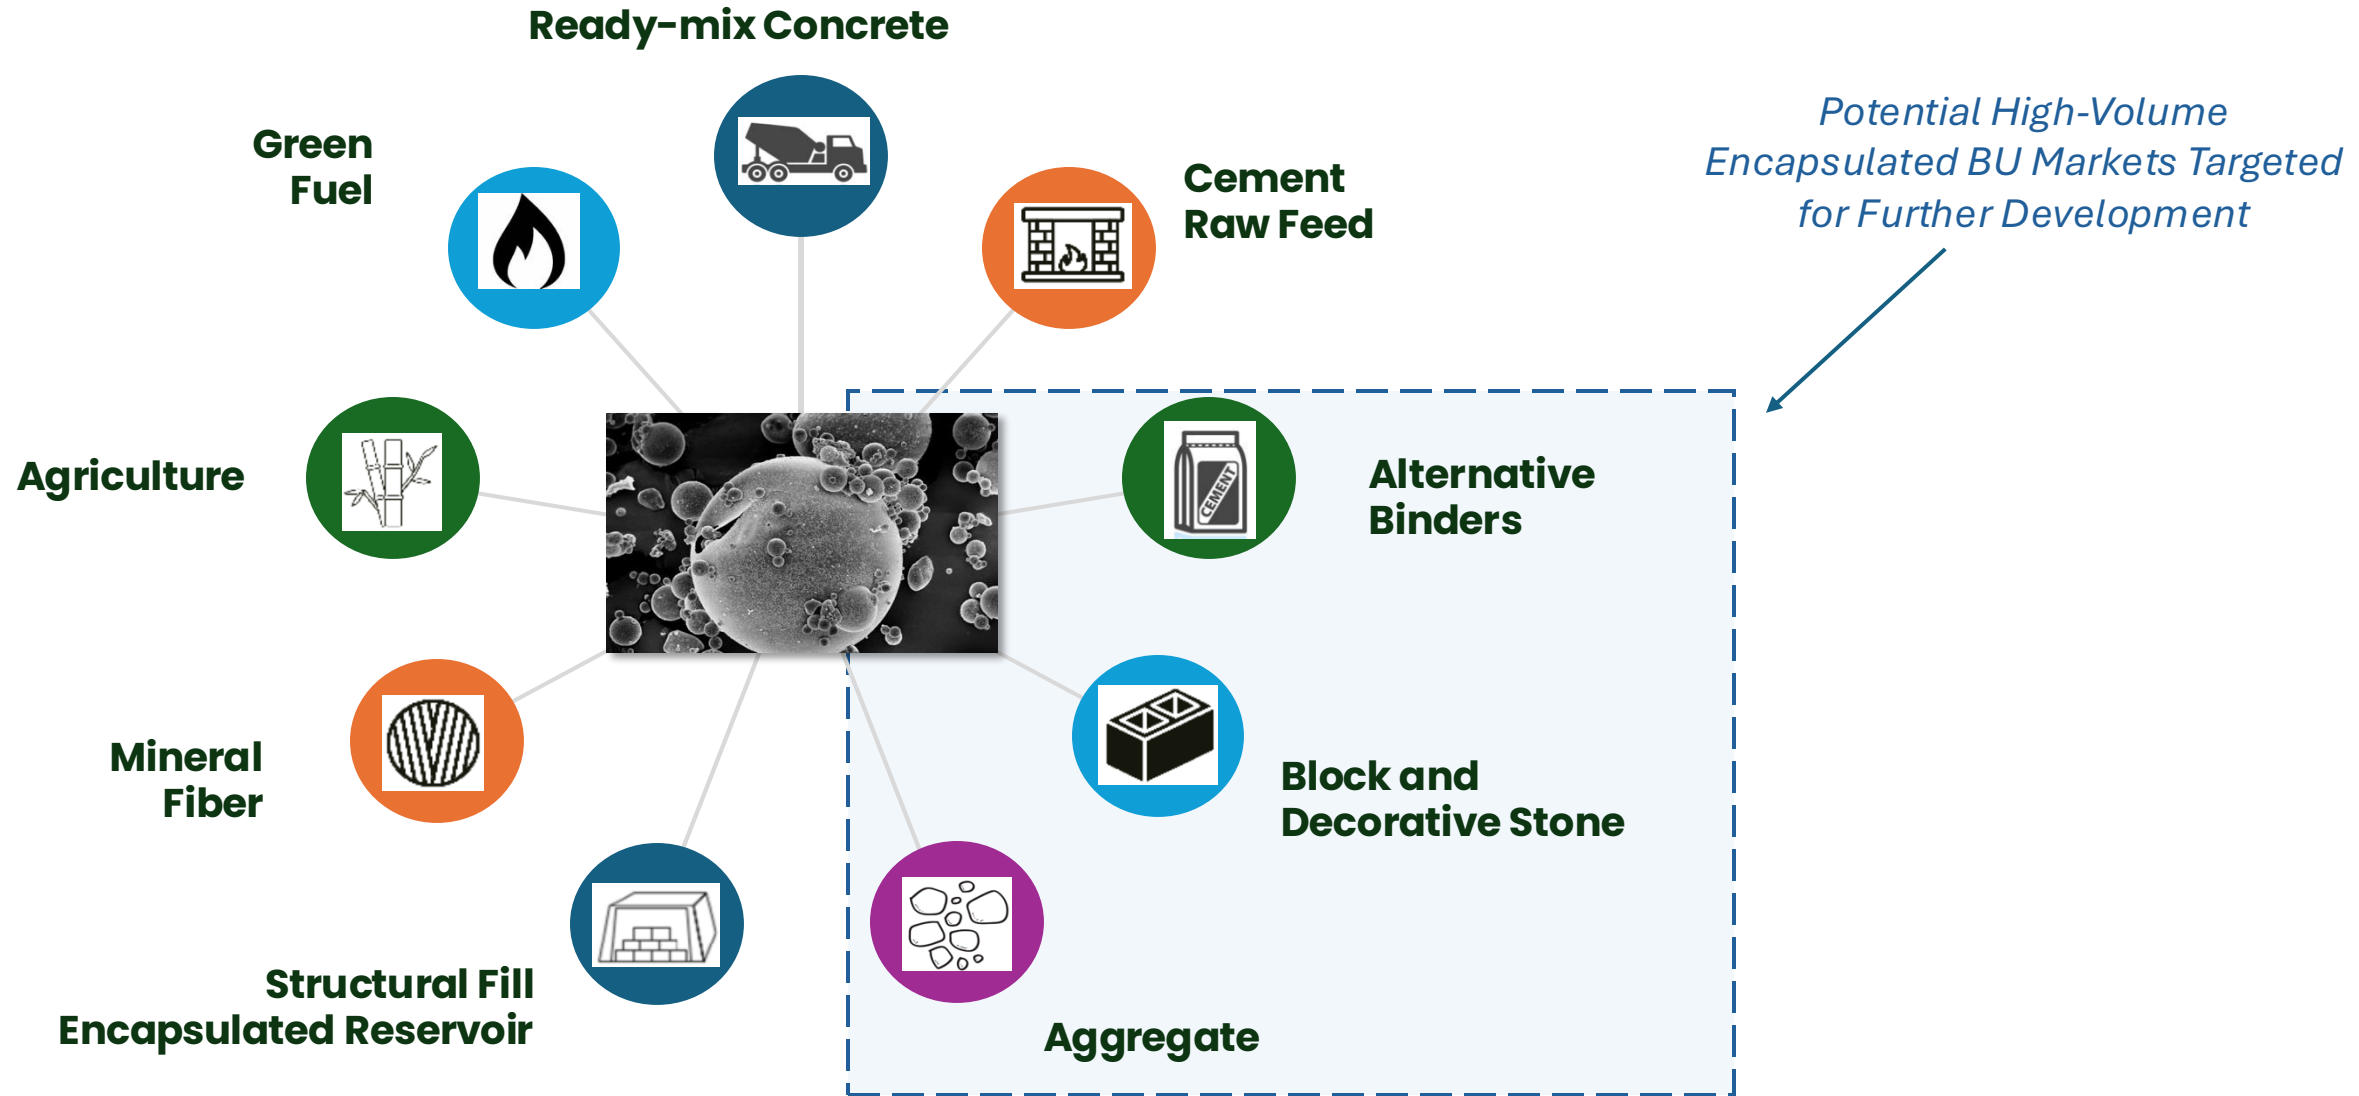 Ready-mix Concrete
Green
Fuel
Cement
Raw Feed
Potential High-Volume
Encapsulated BU Markets Targeted
for Further Development
Agriculture
CEMENT
Alternative
Binders
Mineral
Fiber
Block and
Decorative Stone
Structural Fill
Encapsulated Reservoir
Aggregate